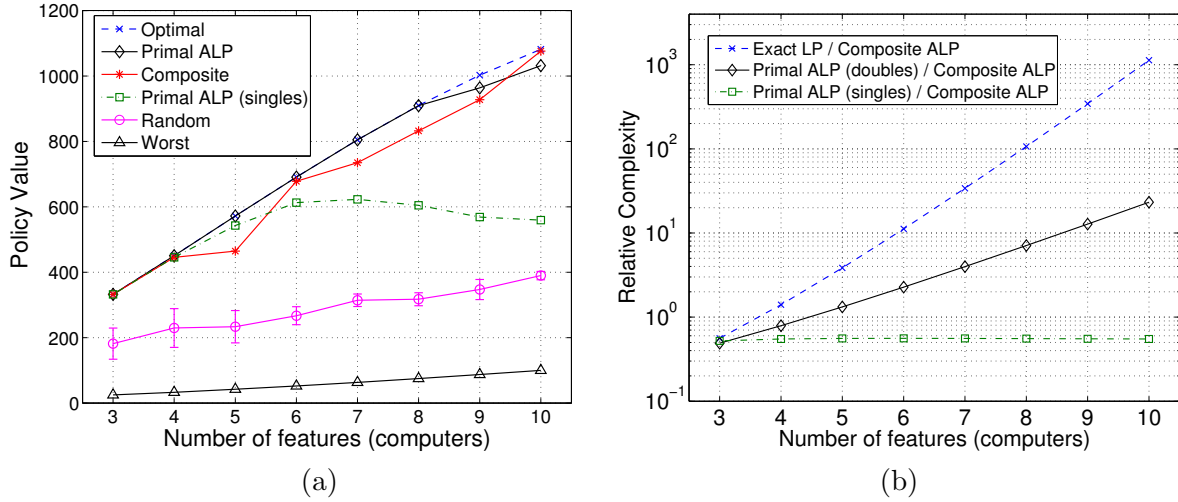 1200
1000
800
600
400
200
0
Policy Value
Optimal
Primal ALP
Composite
Primal ALP (singles)
Random
Worst
3 4 5 6 7 8 9 10
Number of features (computers)
(a)
10^3
10^2
10^1
10^0
10^-1
Relative Complexity
Exact LP / Composite ALP
Primal ALP (doubles) / Composite ALP
Primal ALP (singles) / Composite ALP
3 4 5 6 7 8 9 10
Number of features (computers)
(b)